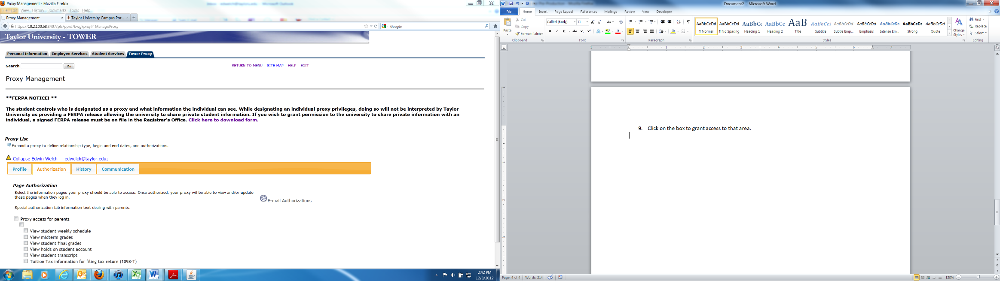 Proxy Management - Mozilla Firefox
File Edit View History Bookmarks Tools Help
Proxy Management
Taylor University Campus Por...
https://10.2.100.68:8407/pls/pprd/bwgkprxy.P_ManageProxy
Google
Taylor University - TOWER
Personal Information Employee Services Student Services Tower Proxy
Search Go
RETURN TO MENU SITE MAP HELP EXIT
Proxy Management
**FERPA NOTICE! **
The student controls who is designated as a proxy and what information the individual can see. While designating an individual proxy privileges, doing so will not be interpreted by Taylor
University as providing a FERPA release allowing the university to share private student information. If you wish to grant permission to the university to share private information with an
individual, a signed FERPA release must be on file in the Registrar's Office. Click here to download form.
Proxy List
Expand a proxy to define relationship type, begin and end dates, and authorizations.
Collapse Edwin Welch edwelch@taylor.edu;
Profile Authorization History Communication
Page Authorization
Select the information pages your proxy should be able to access. Once authorized, your proxy will be able to view and/or update
these pages when they log in.
E-mail Authorizations
Special authorization tab information text dealing with parents.
Proxy access for parents
View student weekly schedule
View midterm grades
View student final grades
View holds on student account
View student transcript
Tuition Tax information for filing tax return (1098-T)
2:42 PM
12/3/2012
Document2 - Microsoft Word
File Home Insert Page Layout References Mailings Review View Developer
Paste
Cut
Copy
Format Painter
Clipboard
Calibri (Body) 11
Font
Paragraph
AaBbCcDd AaBbCcDd AaBbCc AaBbCc AaB AaBbCci AaBbCcDd AaBbCcDd AaBbCcDc AaBbCcDc AaBbCcDd
¶ Normal ¶ No Spacing Heading 1 Heading 2 Title Subtitle Subtle Emp... Emphasis Intense Em... Strong Quote
Styles
Change
Styles
Find
Replace
Select
Editing
1 1 2 3 4 5 6 7
9. Click on the box to grant access to that area.
Page: 4 of 4 Words: 214
120%